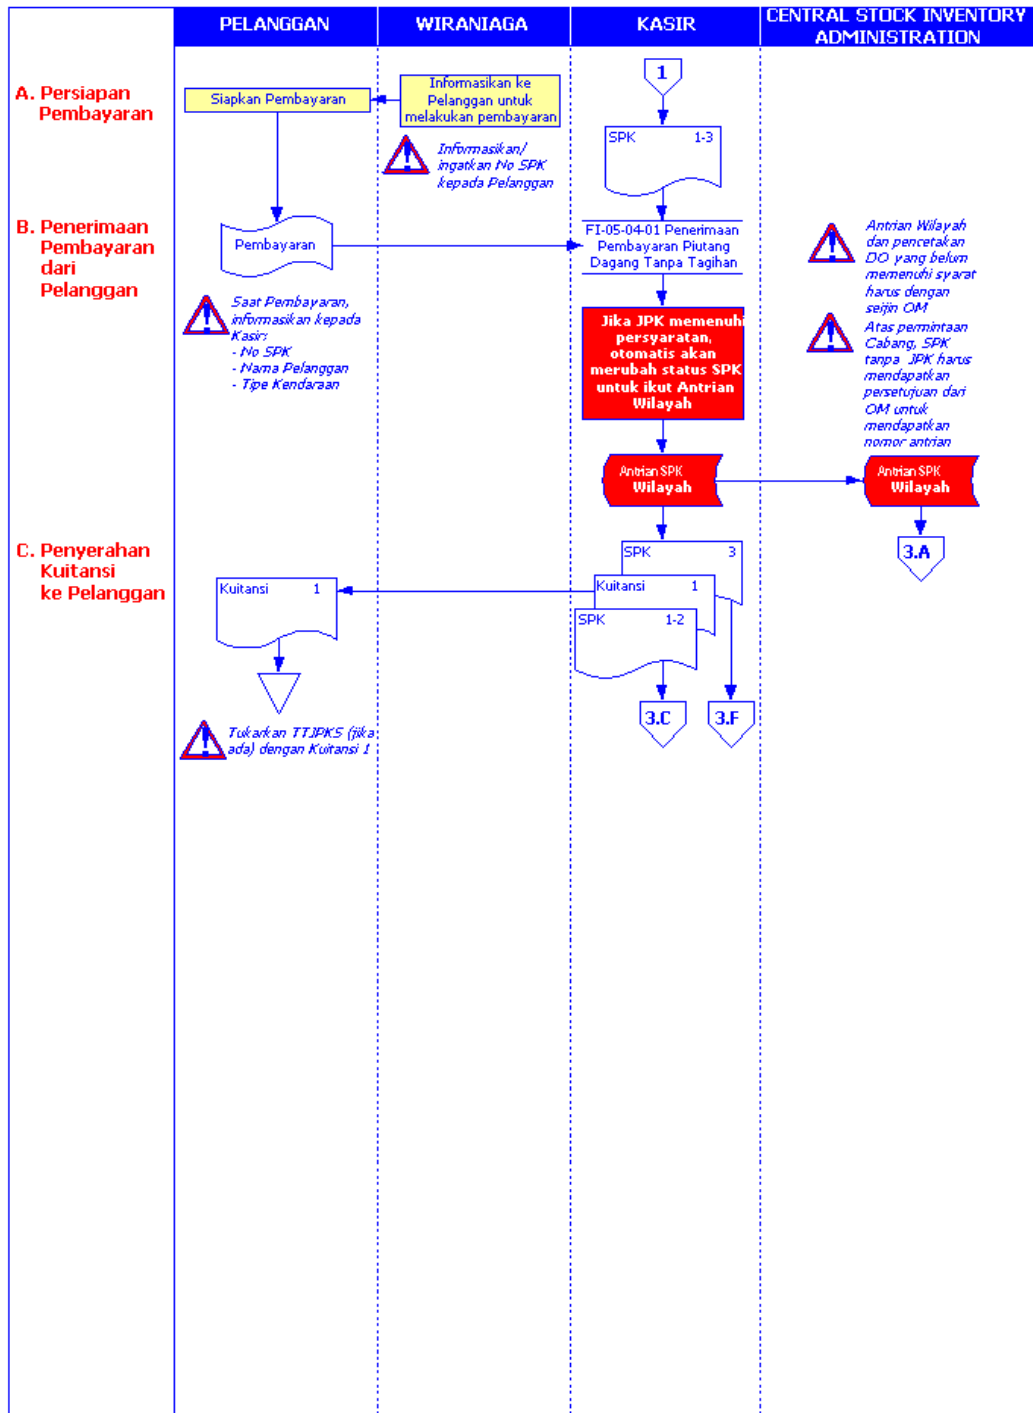 PELANGGAN
WIRANIAGA
KASIR
CENTRAL STOCK INVENTORY
ADMINISTRATION
A. Persiapan
Pembayaran
Siapkan Pembayaran
Informasikan ke
Pelanggan untuk
melakukan pembayaran
Informasikan/
ingatkan No SPK
kepada Pelanggan
1
SPK 1-3
B. Penerimaan
Pembayaran
dari
Pelanggan
Pembayaran
Saat Pembayaran,
informasikan kepada
Kasir:
- No SPK
- Nama Pelanggan
- Tipe Kendaraan
FI-05-04-01 Penerimaan
Pembayaran Piutang
Dagang Tanpa Tagihan
Jika JPK memenuhi
persyaratan,
otomatis akan
merubah status SPK
untuk ikut Antrian
Wilayah
Antrian SPK
Wilayah
Antrian Wilayah
dan pencetakan
DO yang belum
memenuhi syarat
harus dengan
seijin OM
Atas permintaan
Cabang, SPK
tanpa JPK harus
mendapatkan
persetujuan dari
OM untuk
mendapatkan
nomor antrian
Antrian SPK
Wilayah
3.A
C. Penyerahan
Kuitansi
ke Pelanggan
Kuitansi 1
Tukarkan TTJPKS (jika
ada) dengan Kuitansi 1
SPK 3
Kuitansi 1
SPK 1-2
3.C
3.F